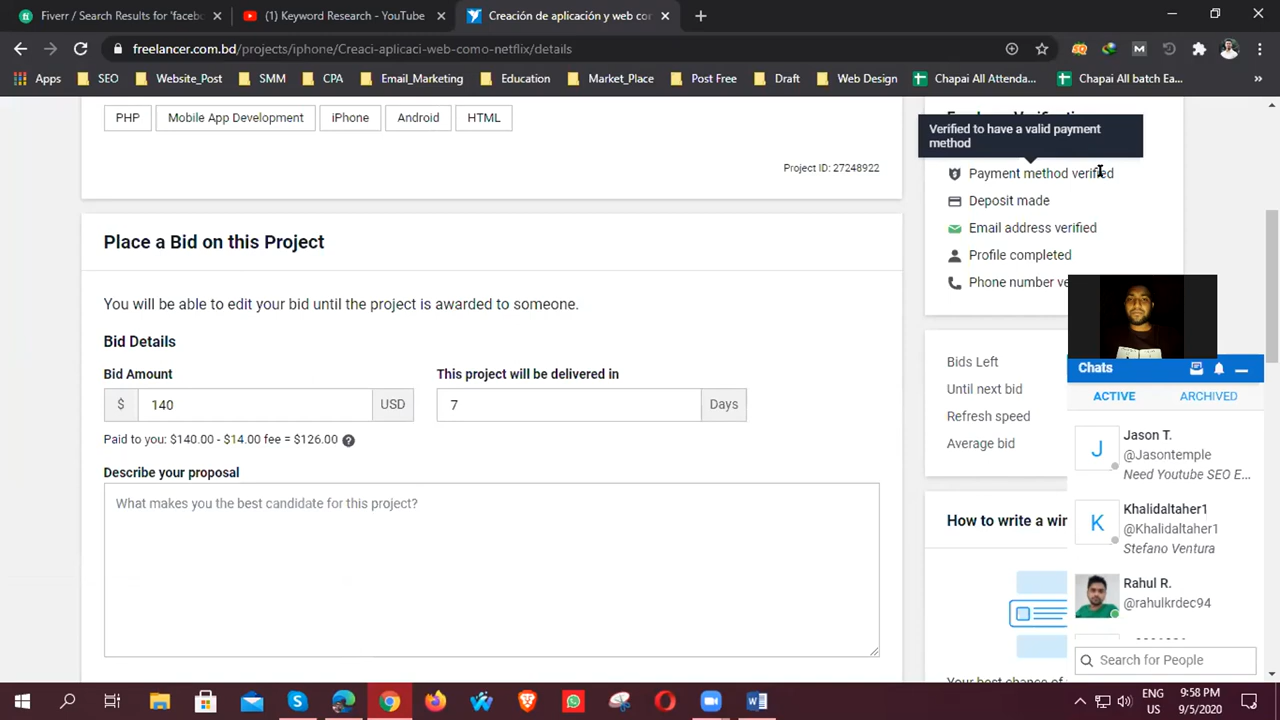 Fiverr / Search Results for 'facebo
(1) Keyword Research - YouTube
Creación de aplicación y web co
freelancer.com.bd/projects/iphone/Creaci-aplicaci-web-como-netflix/details
Apps
SEO
Website_Post
SMM
CPA
Email_Marketing
Education
Market_Place
Post Free
Draft
Web Design
Chapai All Attenda...
Chapai All batch Ea...
»
PHP
Mobile App Development
iPhone
Android
HTML
Project ID: 27248922
Place a Bid on this Project
You will be able to edit your bid until the project is awarded to someone.
Bid Details
Bid Amount
This project will be delivered in
$
140
USD
7
Days
Paid to you: $140.00 - $14.00 fee = $126.00
Describe your proposal
What makes you the best candidate for this project?
Verified to have a valid payment
method
Payment method verified
Deposit made
Email address verified
Profile completed
Phone number ve
Bids Left
Until next bid
Refresh speed
Average bid
How to write a wir
Chats
ACTIVE
ARCHIVED
J
Jason T.
@Jasontemple
Need Youtube SEO E...
K
Khalidaltaher1
@Khalidaltaher1
Stefano Ventura
Rahul R.
@rahulkrdec94
Search for People
ENG
US
9:58 PM
9/5/2020